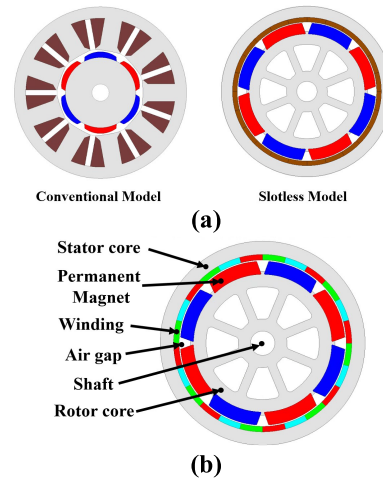 Conventional Model
Slotless Model
(a)
Stator core
Permanent
Magnet
Winding
Air gap
Shaft
Rotor core
(b)